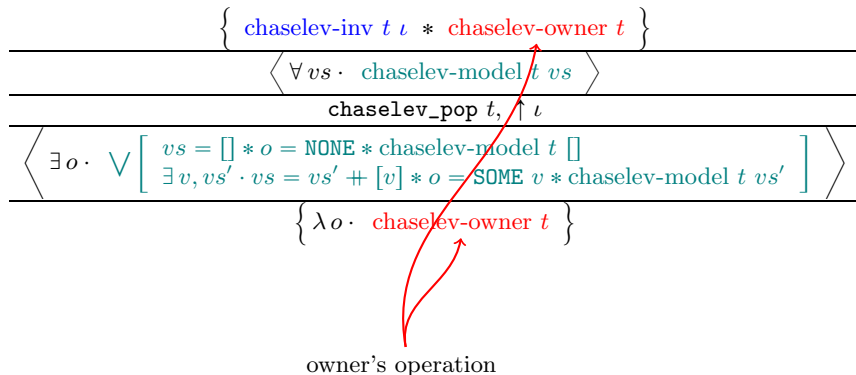 { chaselev-inv t ι ∗ chaselev-owner t }
⟨ ∀ vs · chaselev-model t vs ⟩
chaselev_pop t, ↑ ι
⟨ ∃ o · ⋁ [ vs = [] ∗ o = NONE ∗ chaselev-model t []
∃ v, vs′ · vs = vs′ ++ [v] ∗ o = SOME v ∗ chaselev-model t vs′ ] ⟩
{ λ o · chaselev-owner t }
owner's operation